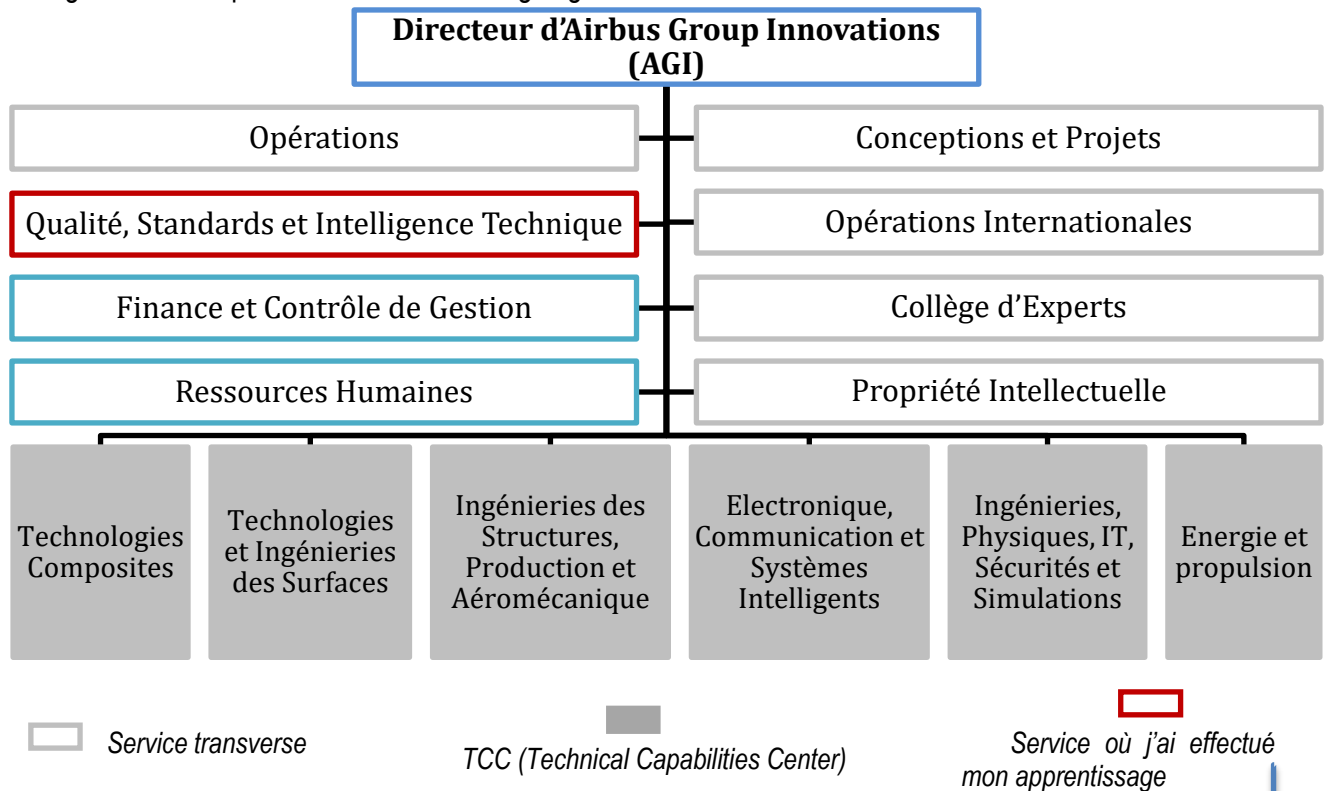 Directeur d'Airbus Group Innovations
(AGI)
Opérations
Conceptions et Projets
Qualité, Standards et Intelligence Technique
Opérations Internationales
Finance et Contrôle de Gestion
Collège d'Experts
Ressources Humaines
Propriété Intellectuelle
Technologies
Composites
Technologies
et Ingénieries
des Surfaces
Ingénieries des
Structures,
Production et
Aéromécanique
Electronique,
Communication et
Systèmes
Intelligents
Ingénieries,
Physiques, IT,
Sécurités et
Simulations
Energie et
propulsion
Service transverse
TCC (Technical Capabilities Center)
Service où j'ai effectué
mon apprentissage